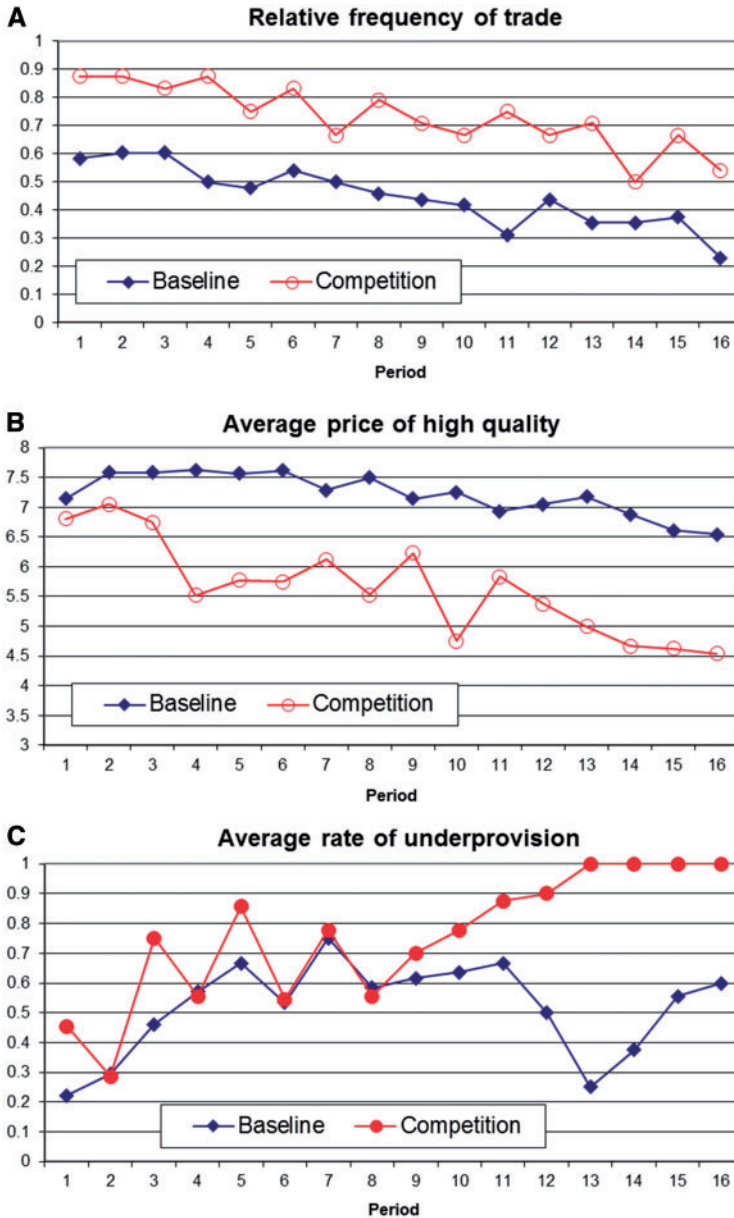 A
Relative frequency of trade
1
0.9
0.8
0.7
0.6
0.5
0.4
0.3
0.2
0.1
0
Baseline Competition
1 2 3 4 5 6 7 8 9 10 11 12 13 14 15 16
Period
B
Average price of high quality
8
7.5
7
6.5
6
5.5
5
4.5
4
3.5
3
Baseline Competition
1 2 3 4 5 6 7 8 9 10 11 12 13 14 15 16
Period
C
Average rate of underprovision
1
0.9
0.8
0.7
0.6
0.5
0.4
0.3
0.2
0.1
0
Baseline Competition
1 2 3 4 5 6 7 8 9 10 11 12 13 14 15 16
Period